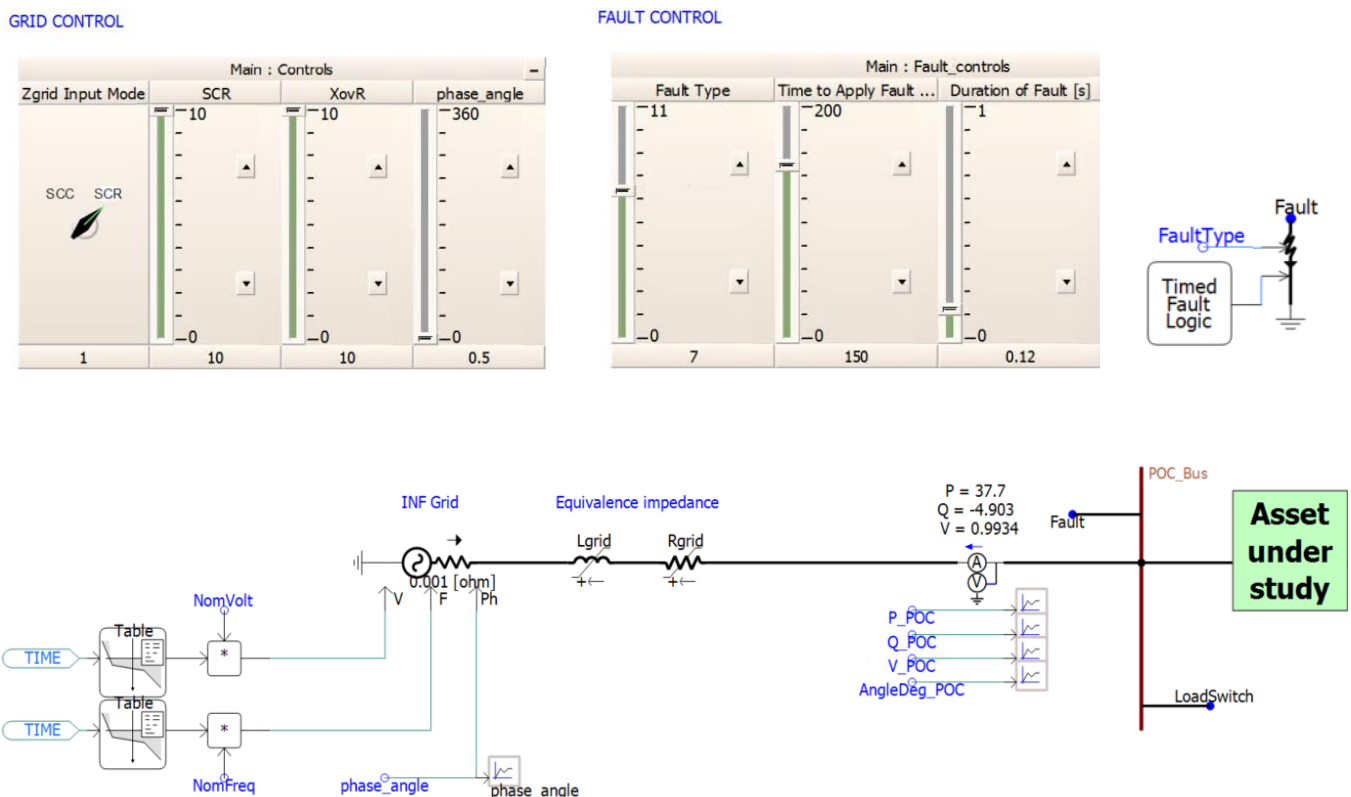 GRID CONTROL
FAULT CONTROL
Main : Controls
Zgrid Input Mode SCR XovR phase_angle
10 10 360
SCC SCR
0 0 0
1 10 10 0.5
Main : Fault_controls
Fault Type Time to Apply Fault ... Duration of Fault [s]
11 200 1
0 0 0
7 150 0.12
Fault
FaultType
Timed
Fault
Logic
INF Grid
Equivalence impedance
P = 37.7
Q = -4.903
V = 0.9934
POC_Bus
Fault
Lgrid
Rgrid
A
V
Asset
under
study
0.001 [ohm]
V F Ph
NomVolt
Table
TIME
*
P_POC
Q_POC
V_POC
AngleDeg_POC
LoadSwitch
Table
TIME
*
NomFreq
phase_angle
phase_angle